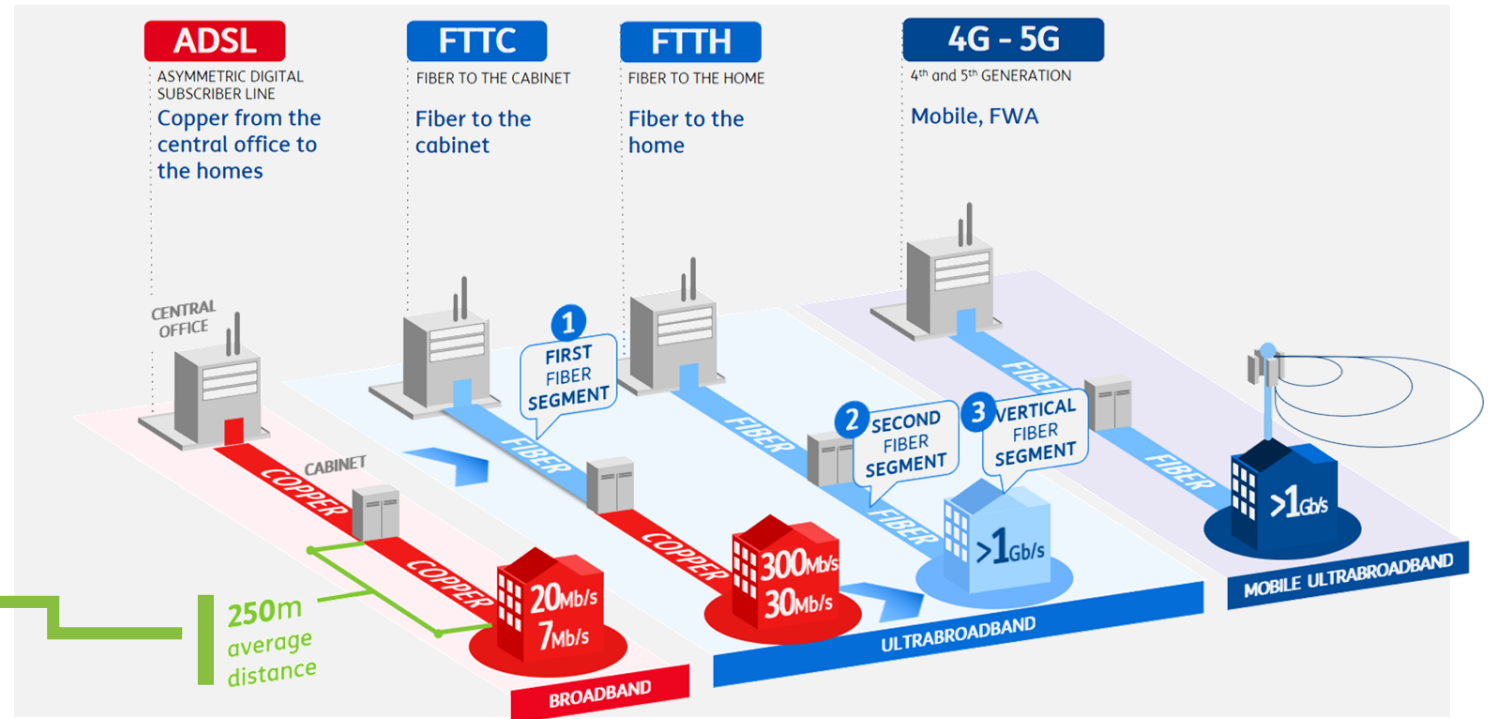 ADSL
ASYMMETRIC DIGITAL
SUBSCRIBER LINE
Copper from the
central office to
the homes
FTTC
FIBER TO THE CABINET
Fiber to the
cabinet
FTTH
FIBER TO THE HOME
Fiber to the
home
4G - 5G
4th and 5th GENERATION
Mobile, FWA
CENTRAL
OFFICE
COPPER
CABINET
COPPER
250m
average
distance
20Mb/s
7Mb/s
BROADBAND
1
FIRST
FIBER
SEGMENT
FIBER
COPPER
300Mb/s
30Mb/s
FIBER
2
SECOND
FIBER
SEGMENT
FIBER
3
VERTICAL
FIBER
SEGMENT
>1Gb/s
ULTRABROADBAND
FIBER
FIBER
>1Gb/s
MOBILE ULTRABROADBAND